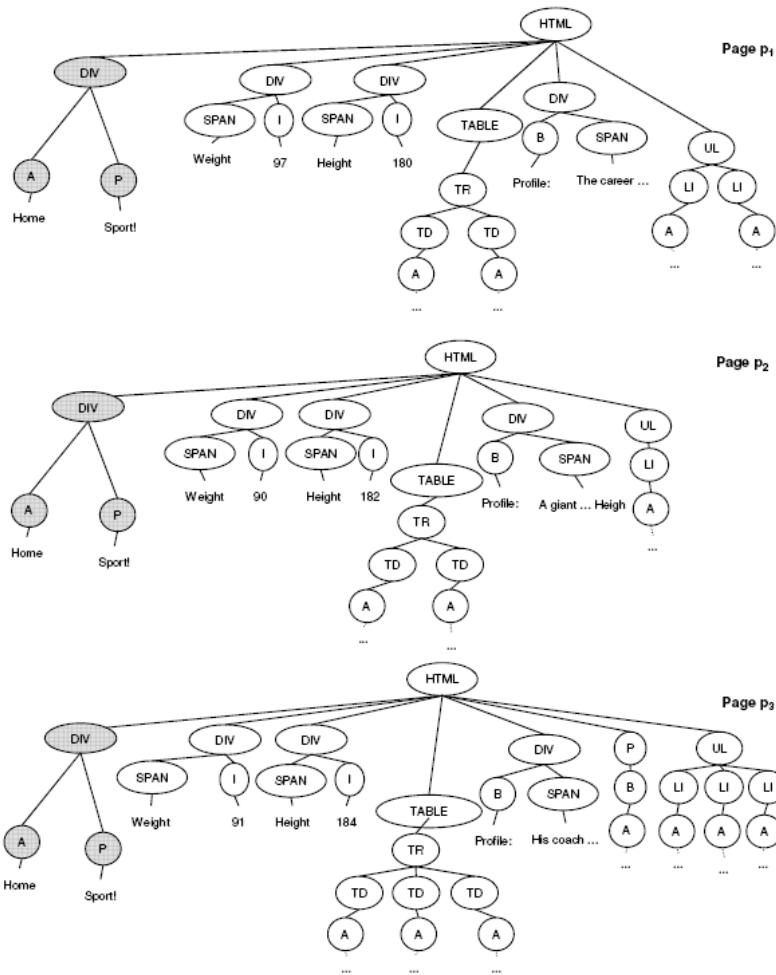 HTML
Page p1
DIV DIV DIV DIV
SPAN I SPAN I TABLE B SPAN UL
Weight 97 Height 180 Profile: The career ...
A P TR LI LI
Home Sport! TD TD A A
A A ... ...
... ...
HTML
Page p2
DIV DIV DIV DIV UL
SPAN I SPAN I B SPAN LI
Weight 90 Height 182 TABLE Profile: A giant ... Heigh A
A P TR ...
Home Sport! TD TD
A A
... ...
HTML
Page p3
DIV DIV DIV DIV P UL
SPAN I SPAN I B SPAN B LI LI LI
Weight 91 Height 184 TABLE Profile: His coach ... A A A A
A P TR ... ... ... ...
Home Sport! TD TD TD
A A A
... ... ...